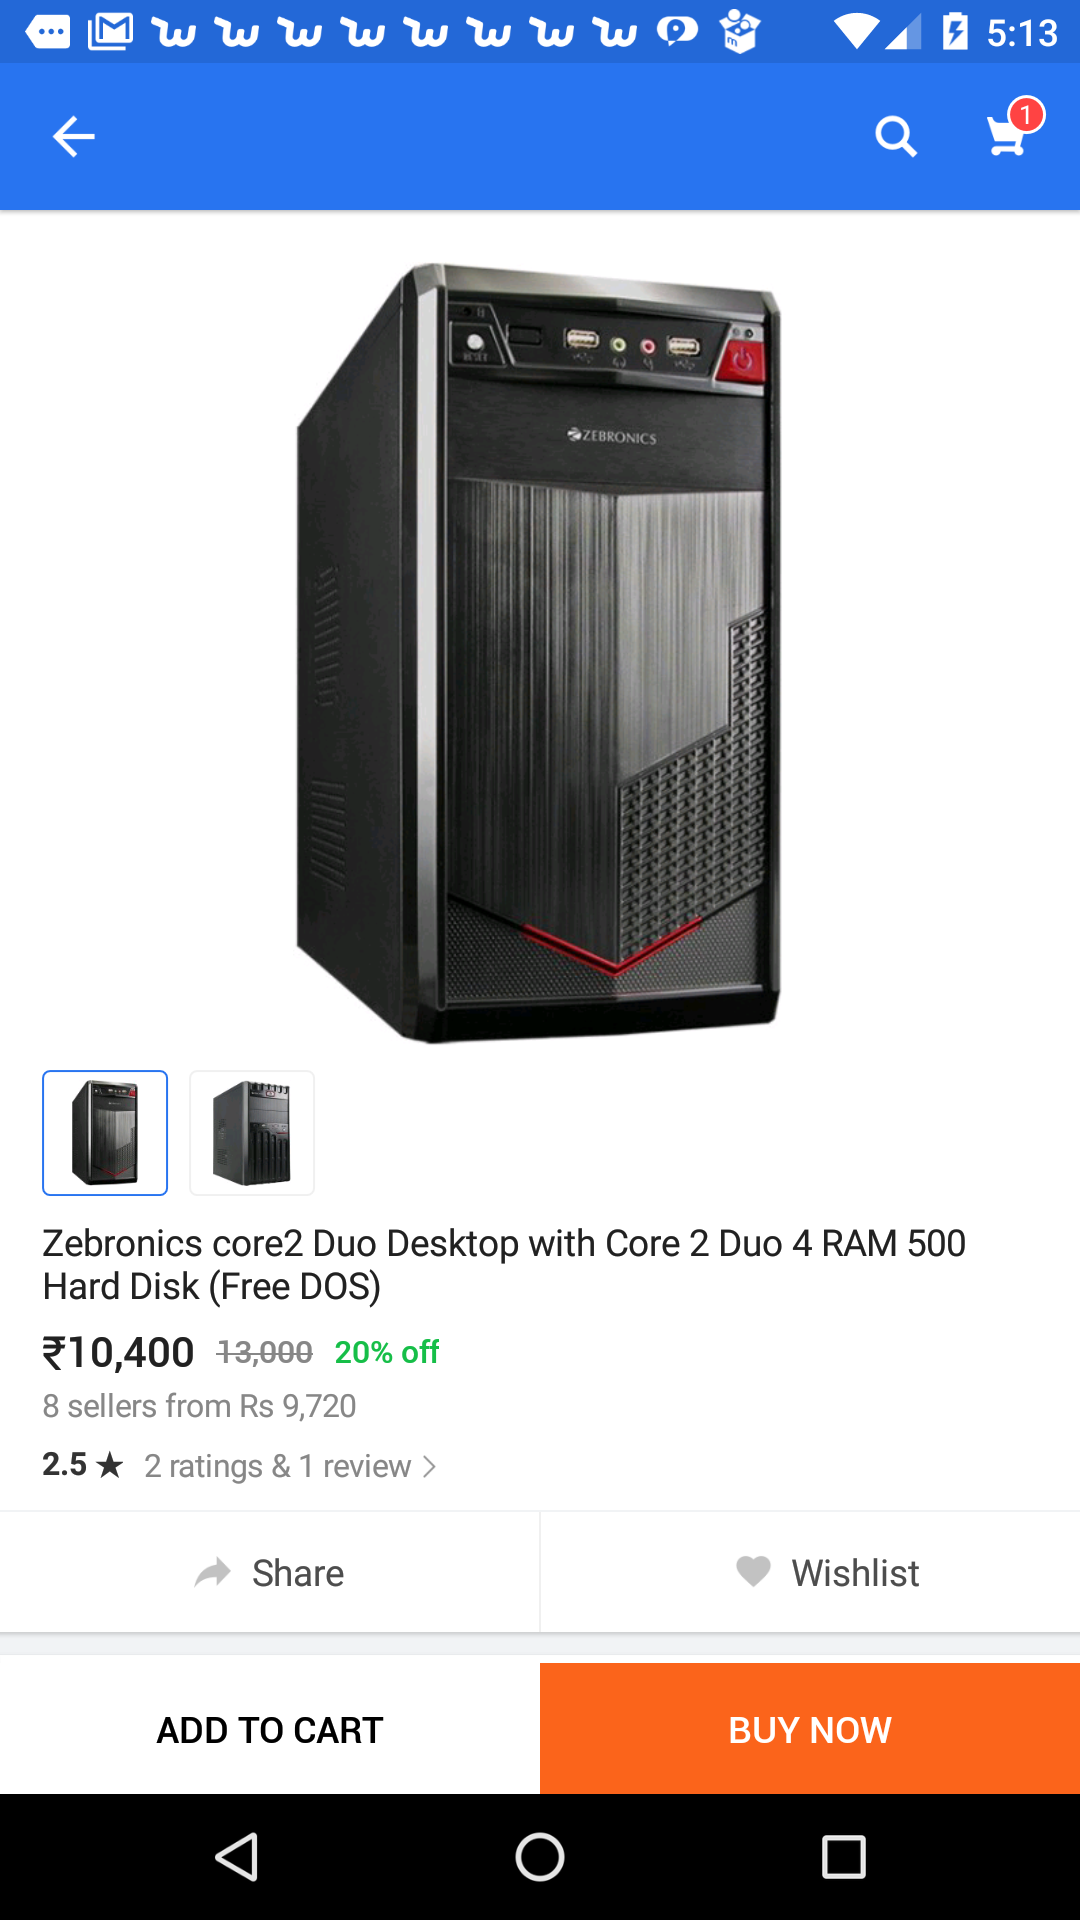 5:13
1
RESET
ZEBRONICS
Zebronics core2 Duo Desktop with Core 2 Duo 4 RAM 500
Hard Disk (Free DOS)
₹10,400 13,000 20% off
8 sellers from Rs 9,720
2.5 ★ 2 ratings & 1 review
Share
Wishlist
ADD TO CART
BUY NOW